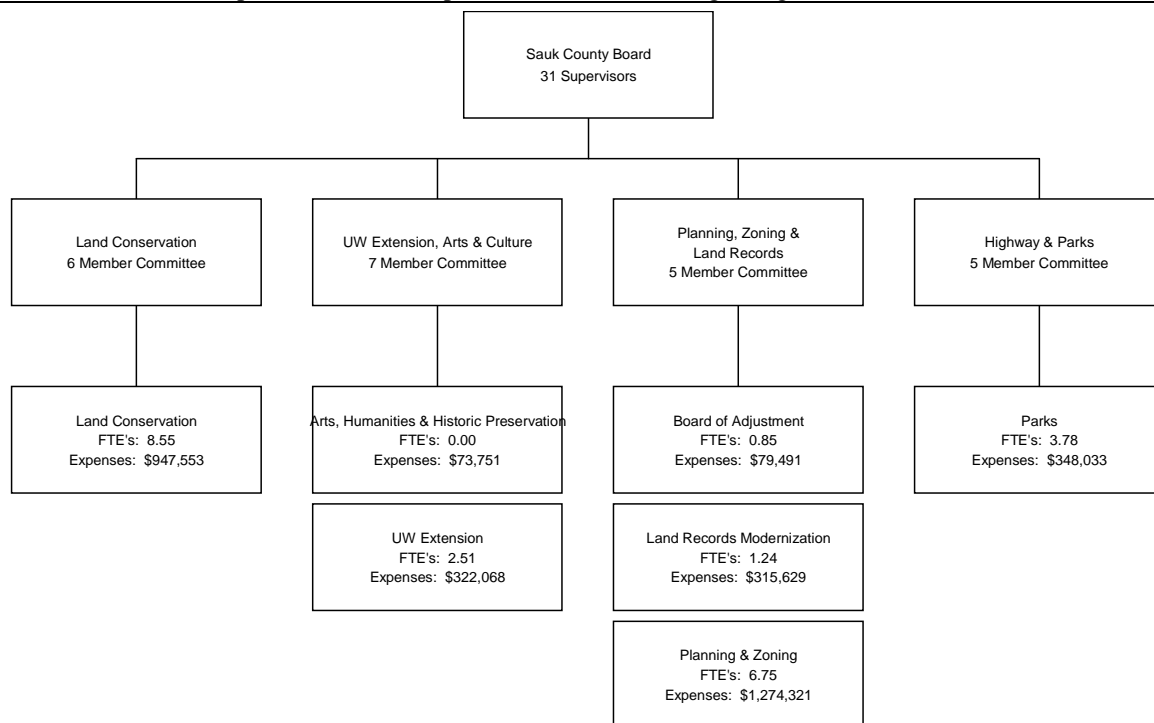 Sauk County Board
31 Supervisors
Land Conservation
6 Member Committee
UW Extension, Arts & Culture
7 Member Committee
Planning, Zoning &
Land Records
5 Member Committee
Highway & Parks
5 Member Committee
Land Conservation
FTE's: 8.55
Expenses: $947,553
Arts, Humanities & Historic Preservation
FTE's: 0.00
Expenses: $73,751
Board of Adjustment
FTE's: 0.85
Expenses: $79,491
Parks
FTE's: 3.78
Expenses: $348,033
UW Extension
FTE's: 2.51
Expenses: $322,068
Land Records Modernization
FTE's: 1.24
Expenses: $315,629
Planning & Zoning
FTE's: 6.75
Expenses: $1,274,321